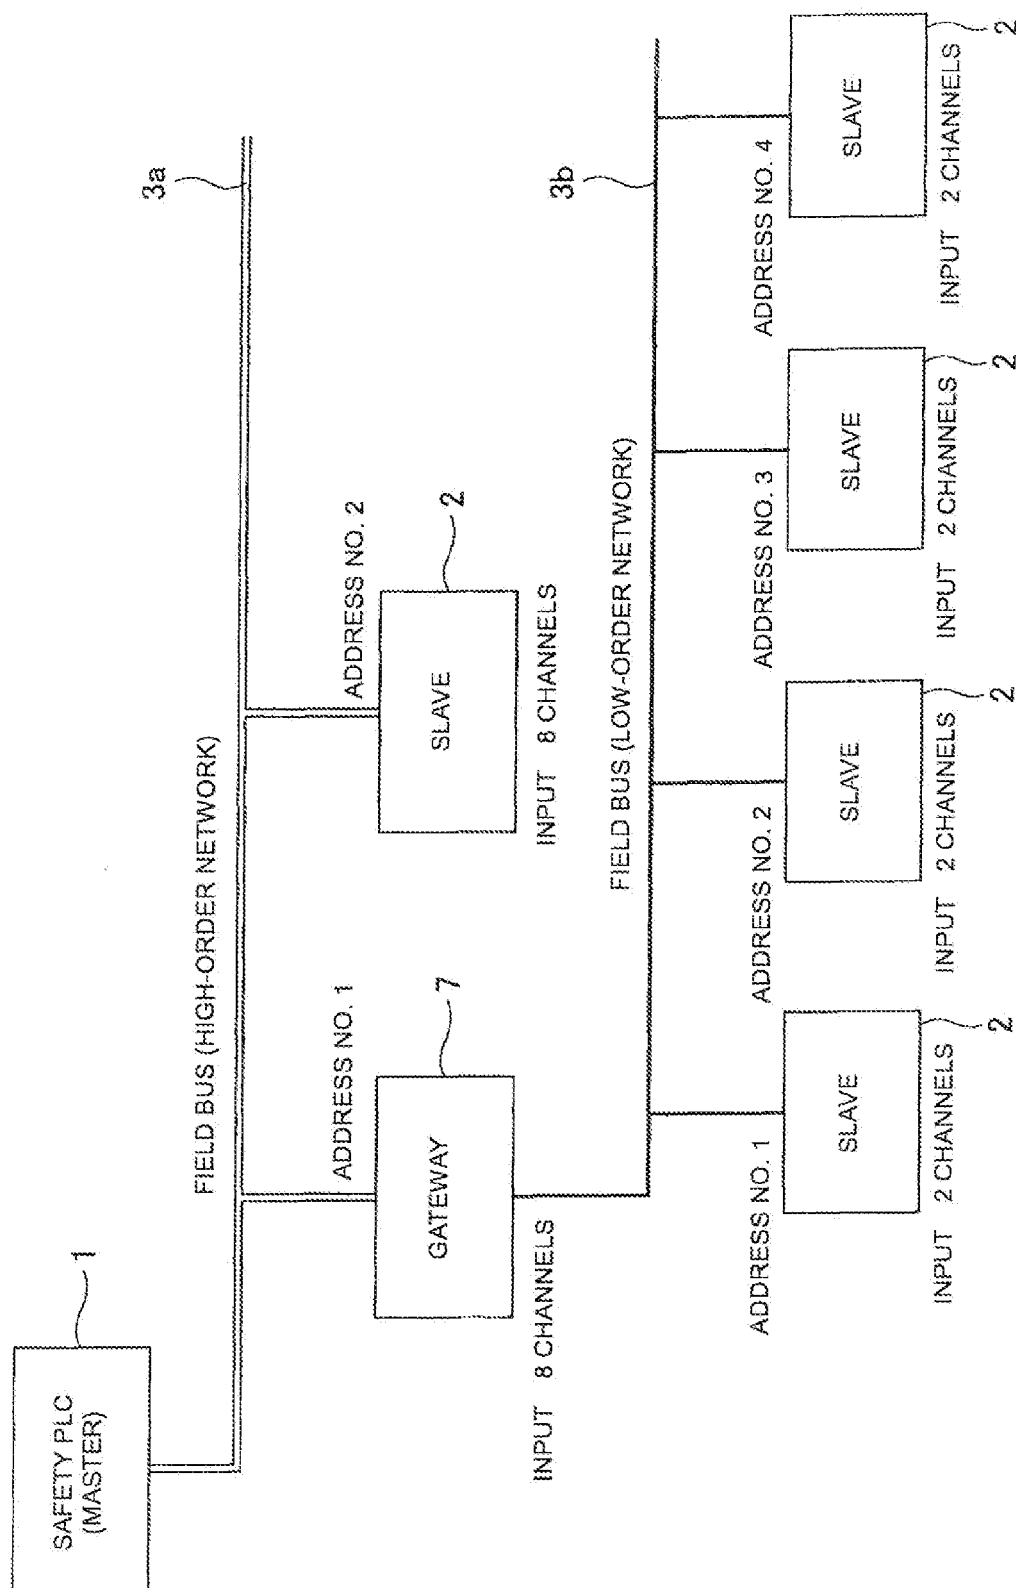 SAFETY PLC
(MASTER)
1
FIELD BUS (HIGH-ORDER NETWORK)
3a
ADDRESS NO. 1
GATEWAY
7
INPUT 8 CHANNELS
ADDRESS NO. 2
SLAVE
2
INPUT 8 CHANNELS
FIELD BUS (LOW-ORDER NETWORK)
3b
ADDRESS NO. 1
SLAVE
2
INPUT 2 CHANNELS
ADDRESS NO. 2
SLAVE
2
INPUT 2 CHANNELS
ADDRESS NO. 3
SLAVE
2
INPUT 2 CHANNELS
ADDRESS NO. 4
SLAVE
2
INPUT 2 CHANNELS